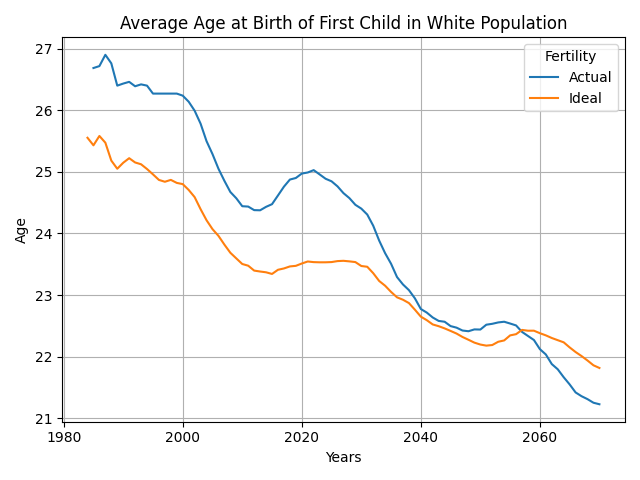 Average Age at Birth of First Child in White Population
Fertility
Actual
Ideal
27
26
25
24
23
22
21
Age
1980
2000
2020
2040
2060
Years